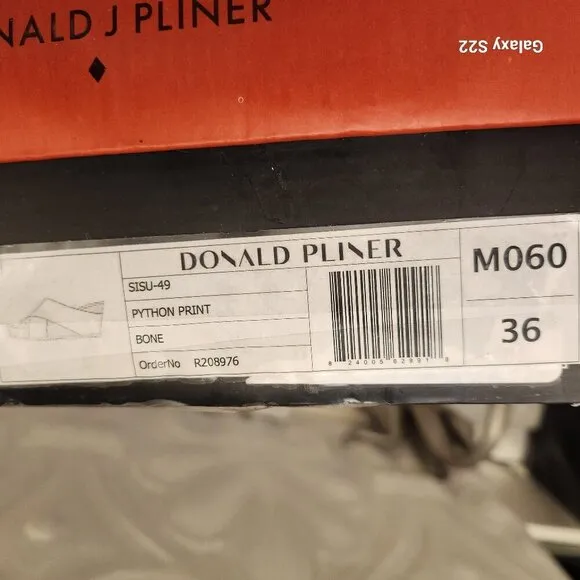 NALD J PLINER
Galaxy S22
DONALD PLINER
SISU-49
PYTHON PRINT
BONE
OrderNo R208976
M060
36